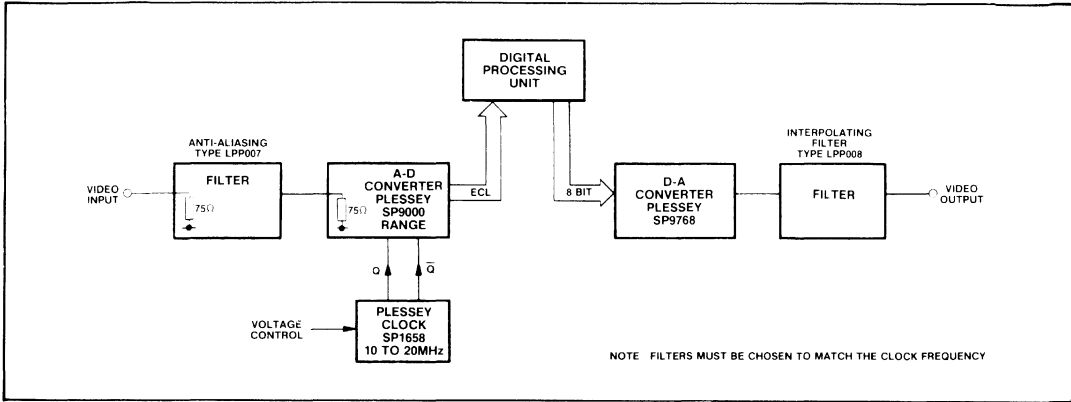 DIGITAL
PROCESSING
UNIT
ANTI-ALIASING
TYPE LPP007
FILTER
VIDEO
INPUT
75Ω
A-D
CONVERTER
PLESSEY
SP9000
RANGE
75Ω
ECL
8 BIT
D-A
CONVERTER
PLESSEY
SP9768
INTERPOLATING
FILTER
TYPE LPP008
FILTER
VIDEO
OUTPUT
Q
Q̅
VOLTAGE
CONTROL
PLESSEY
CLOCK
SP1658
10 TO 20MHz
NOTE FILTERS MUST BE CHOSEN TO MATCH THE CLOCK FREQUENCY